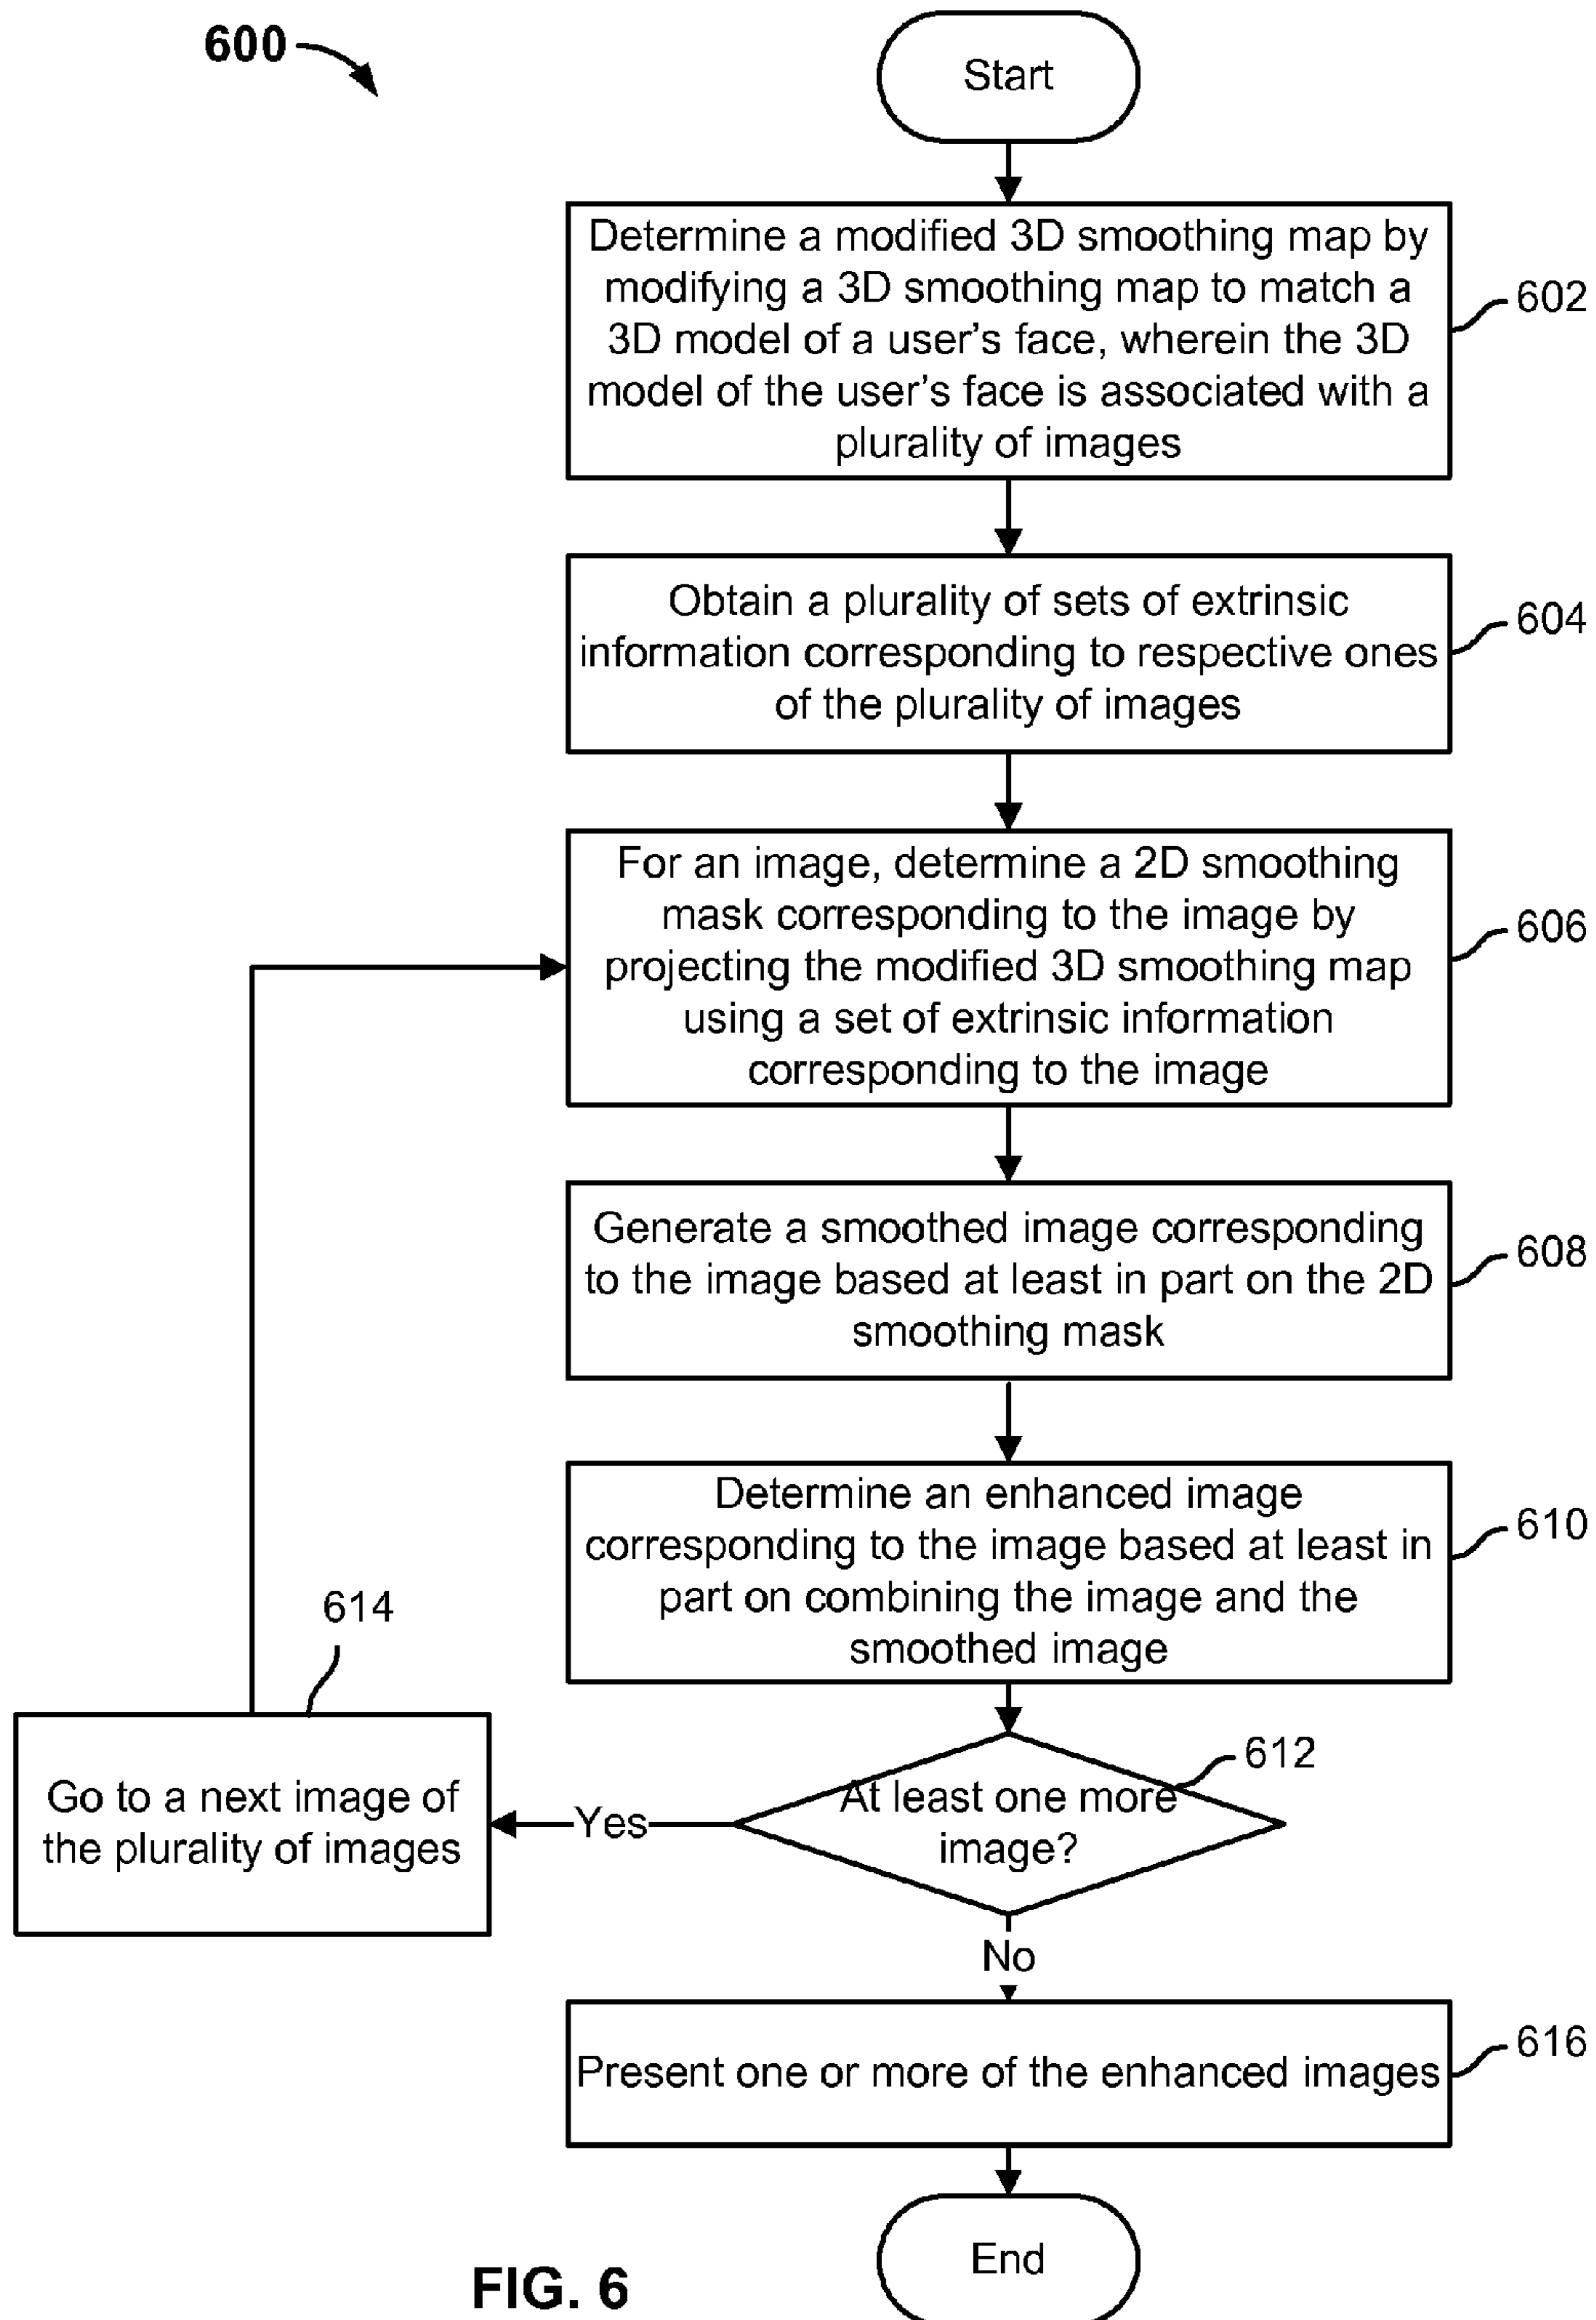 600
Start
Determine a modified 3D smoothing map by
modifying a 3D smoothing map to match a
3D model of a user's face, wherein the 3D
model of the user's face is associated with a
plurality of images
602
Obtain a plurality of sets of extrinsic
information corresponding to respective ones
of the plurality of images
604
For an image, determine a 2D smoothing
mask corresponding to the image by
projecting the modified 3D smoothing map
using a set of extrinsic information
corresponding to the image
606
Generate a smoothed image corresponding
to the image based at least in part on the 2D
smoothing mask
608
Determine an enhanced image
corresponding to the image based at least in
part on combining the image and the
smoothed image
610
614
Go to a next image of
the plurality of images
Yes
At least one more
image?
612
No
Present one or more of the enhanced images
616
End
FIG. 6